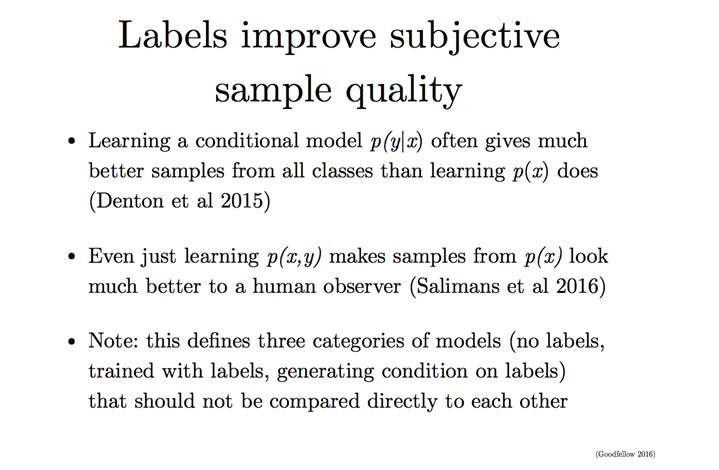 Labels improve subjective
sample quality
• Learning a conditional model p(y|x) often gives much
better samples from all classes than learning p(x) does
(Denton et al 2015)
• Even just learning p(x,y) makes samples from p(x) look
much better to a human observer (Salimans et al 2016)
• Note: this defines three categories of models (no labels,
trained with labels, generating condition on labels)
that should not be compared directly to each other
(Goodfellow 2016)